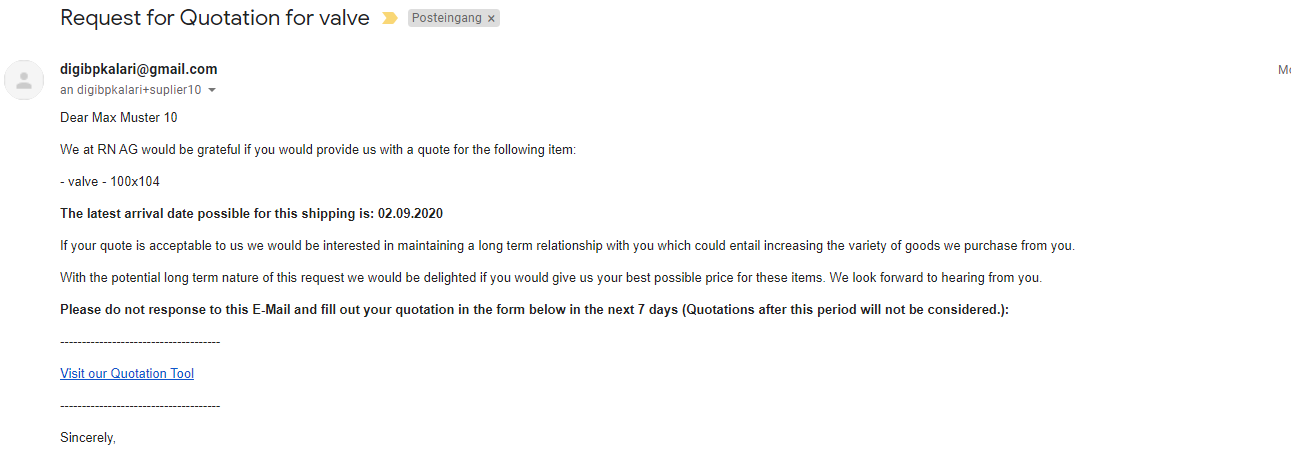 Request for Quotation for valve Posteingang ×
digibpkalari@gmail.com
an digibpkalari+suplier10
Dear Max Muster 10
We at RN AG would be grateful if you would provide us with a quote for the following item:
- valve - 100x104
The latest arrival date possible for this shipping is: 02.09.2020
If your quote is acceptable to us we would be interested in maintaining a long term relationship with you which could entail increasing the variety of goods we purchase from you.
With the potential long term nature of this request we would be delighted if you would give us your best possible price for these items. We look forward to hearing from you.
Please do not response to this E-Mail and fill out your quotation in the form below in the next 7 days (Quotations after this period will not be considered.):
-------------------------------------
Visit our Quotation Tool
-------------------------------------
Sincerely,